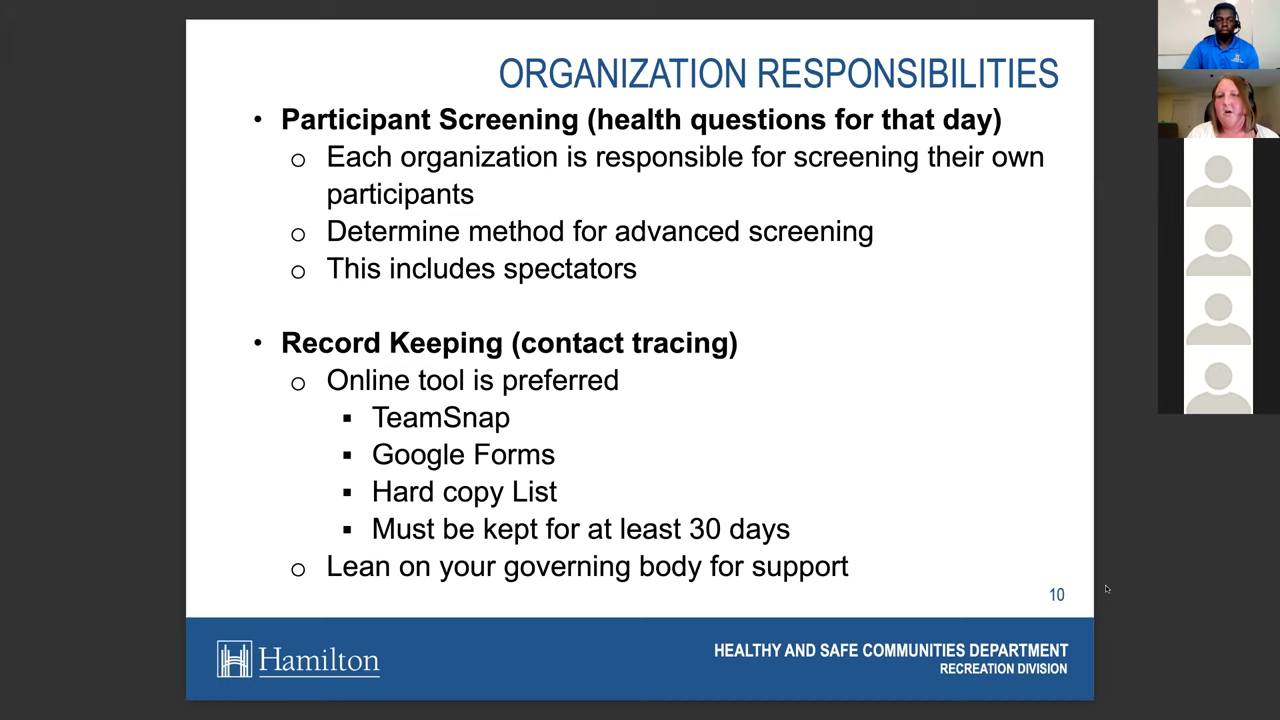 ORGANIZATION RESPONSIBILITIES
• Participant Screening (health questions for that day)
o Each organization is responsible for screening their own
participants
o Determine method for advanced screening
o This includes spectators
• Record Keeping (contact tracing)
o Online tool is preferred
▪ TeamSnap
▪ Google Forms
▪ Hard copy List
▪ Must be kept for at least 30 days
o Lean on your governing body for support
10
Hamilton
HEALTHY AND SAFE COMMUNITIES DEPARTMENT
RECREATION DIVISION